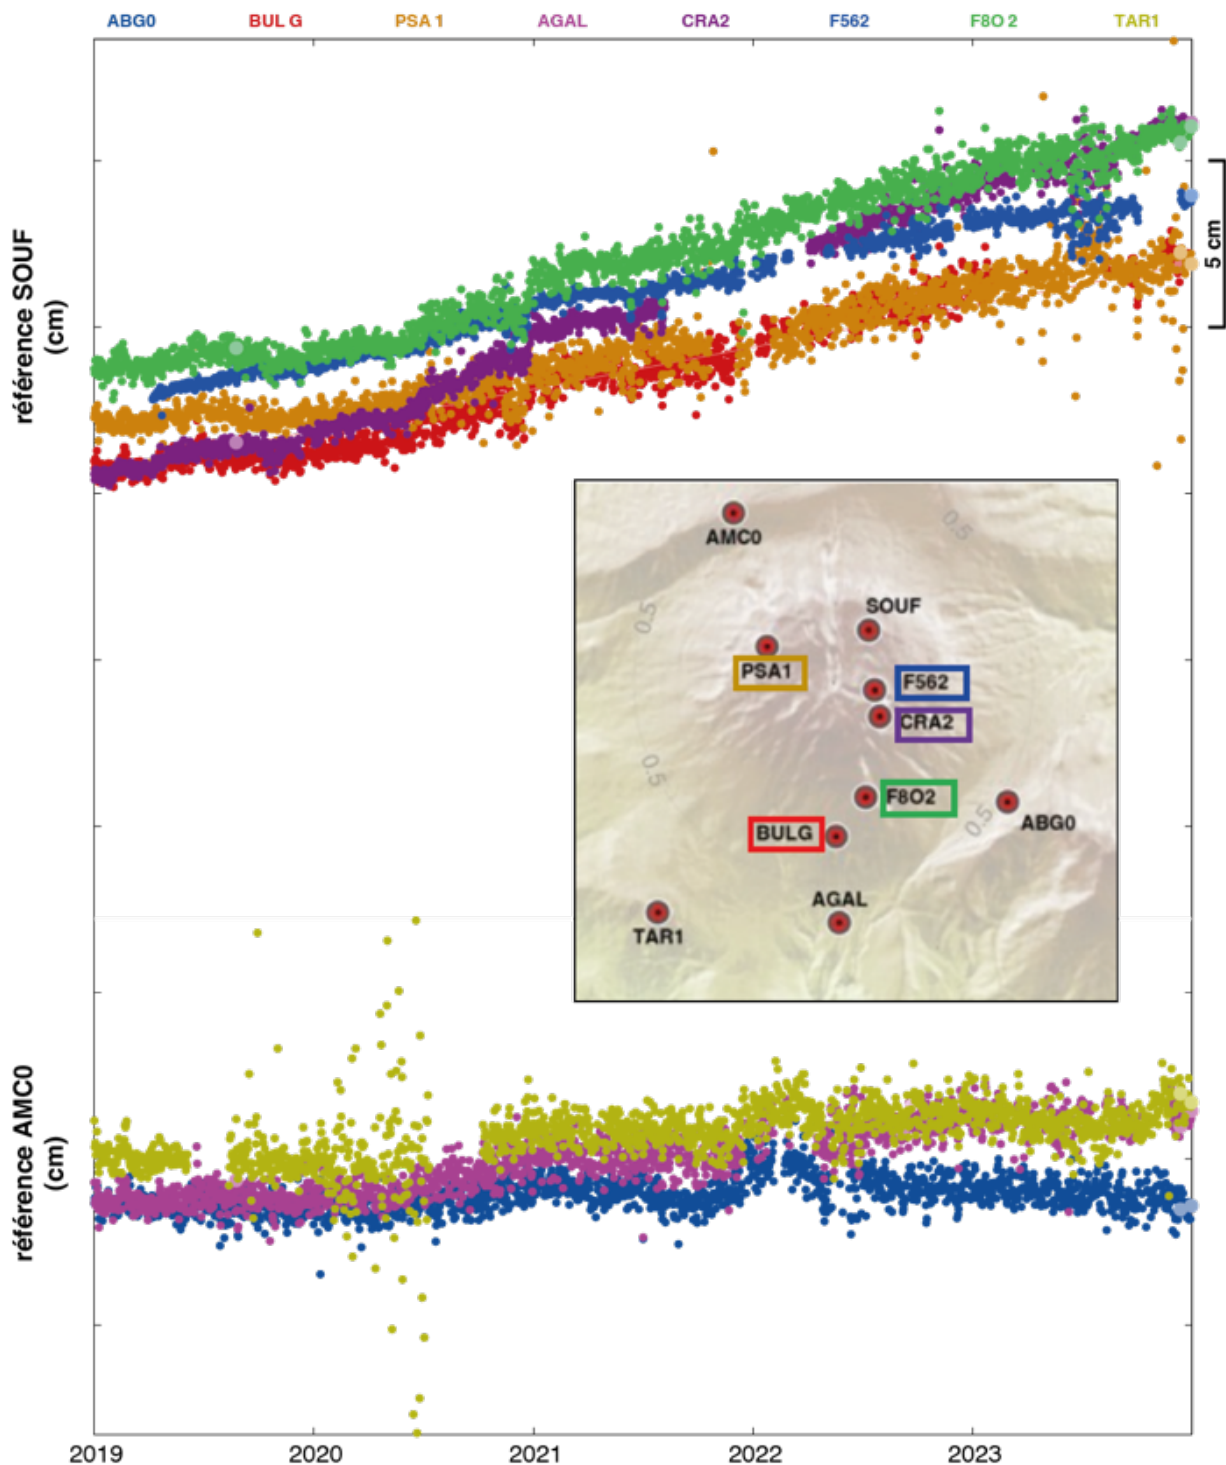 ABG0 BUL G PSA 1 AGAL CRA2 F562 F8O 2 TAR1
référence SOUF
(cm)
5 cm
AMC0
0.5
SOUF
0.5
PSA1
F562
CRA2
0.5
F8O2
BULG
0.5
ABG0
AGAL
TAR1
référence AMC0
(cm)
2019 2020 2021 2022 2023